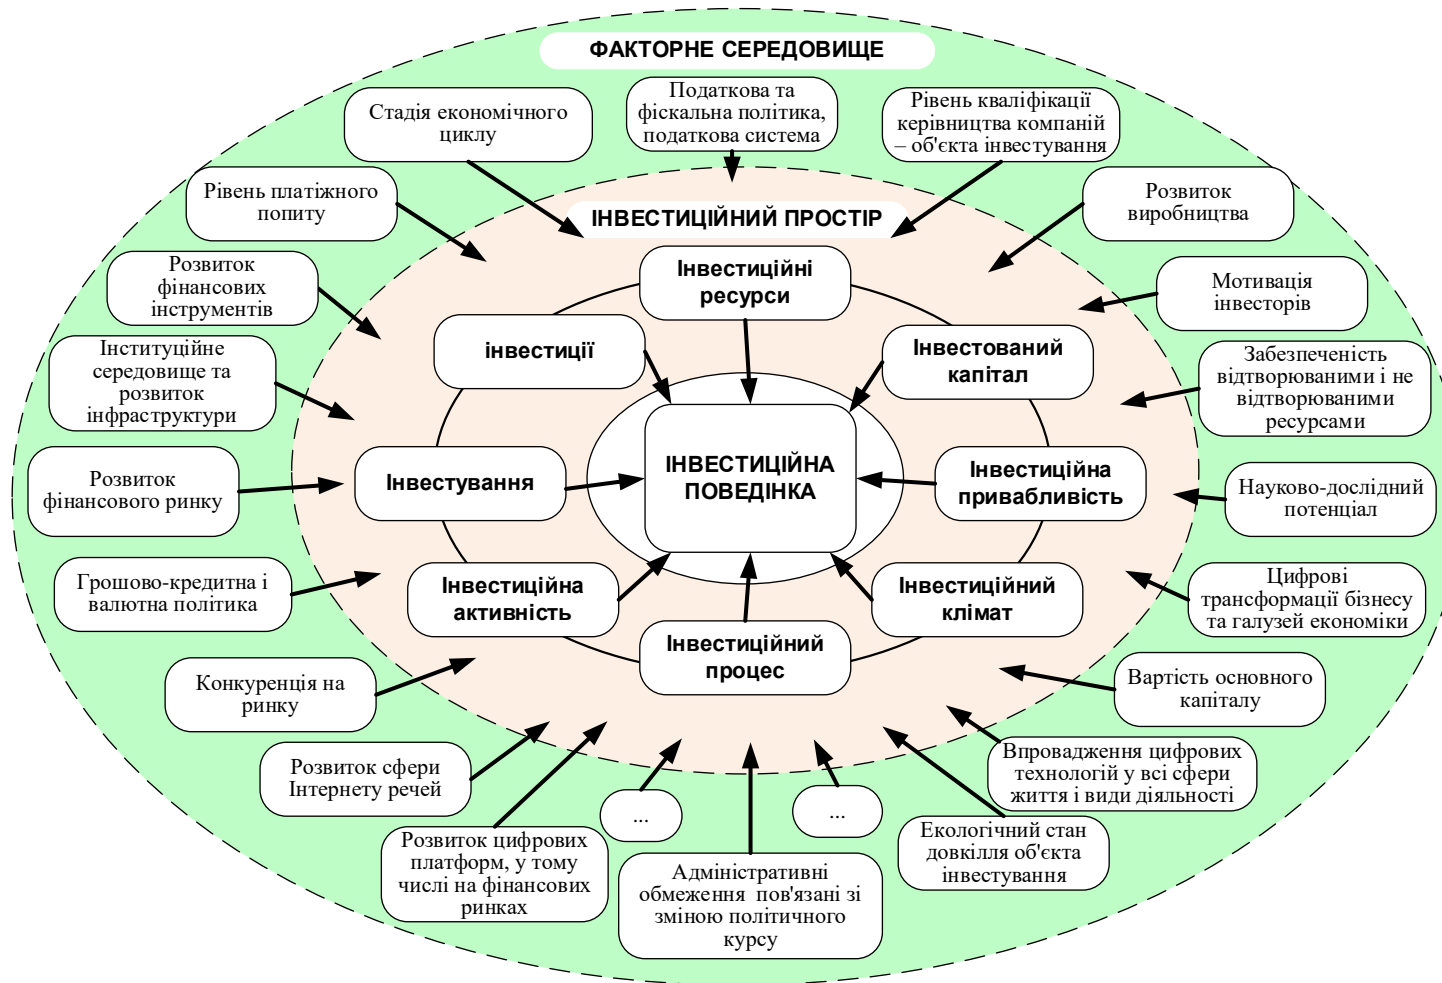 ФАКТОРНЕ СЕРЕДОВИЩЕ
Стадія економічного
циклу
Податкова та
фіскальна політика,
податкова система
Рівень кваліфікації
керівництва компаній
– об'єкта інвестування
Рівень платіжного
попиту
Розвиток
виробництва
ІНВЕСТИЦІЙНИЙ ПРОСТІР
Розвиток
фінансових
інструментів
Інвестиційні
ресурси
Мотивація
інвесторів
Інституційне
середовище та
розвиток
інфраструктури
інвестиції
Інвестований
капітал
Забезпеченість
відтворюваними і не
відтворюваними
ресурсами
Розвиток
фінансового ринку
Інвестування
ІНВЕСТИЦІЙНА
ПОВЕДІНКА
Інвестиційна
привабливість
Науково-дослідний
потенціал
Грошово-кредитна і
валютна політика
Інвестиційна
активність
Інвестиційний
клімат
Цифрові
трансформації бізнесу
та галузей економіки
Інвестиційний
процес
Конкуренція на
ринку
Вартість основного
капіталу
Розвиток сфери
Інтернету речей
Впровадження цифрових
технологій у всі сфери
життя і види діяльності
...
...
Розвиток цифрових
платформ, у тому
числі на фінансових
ринках
Адміністративні
обмеження  пов'язані зі
зміною політичного
курсу
Екологічний стан
довкілля об'єкта
інвестування